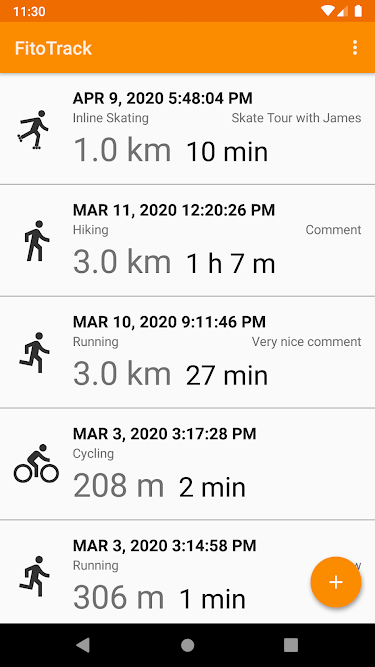 11:30
FitoTrack
APR 9, 2020 5:48:04 PM
Inline Skating Skate Tour with James
1.0 km 10 min
MAR 11, 2020 12:20:26 PM
Hiking Comment
3.0 km 1 h 7 m
MAR 10, 2020 9:11:46 PM
Running Very nice comment
3.0 km 27 min
MAR 3, 2020 3:17:28 PM
Cycling
208 m 2 min
MAR 3, 2020 3:14:58 PM
Running
306 m 1 min